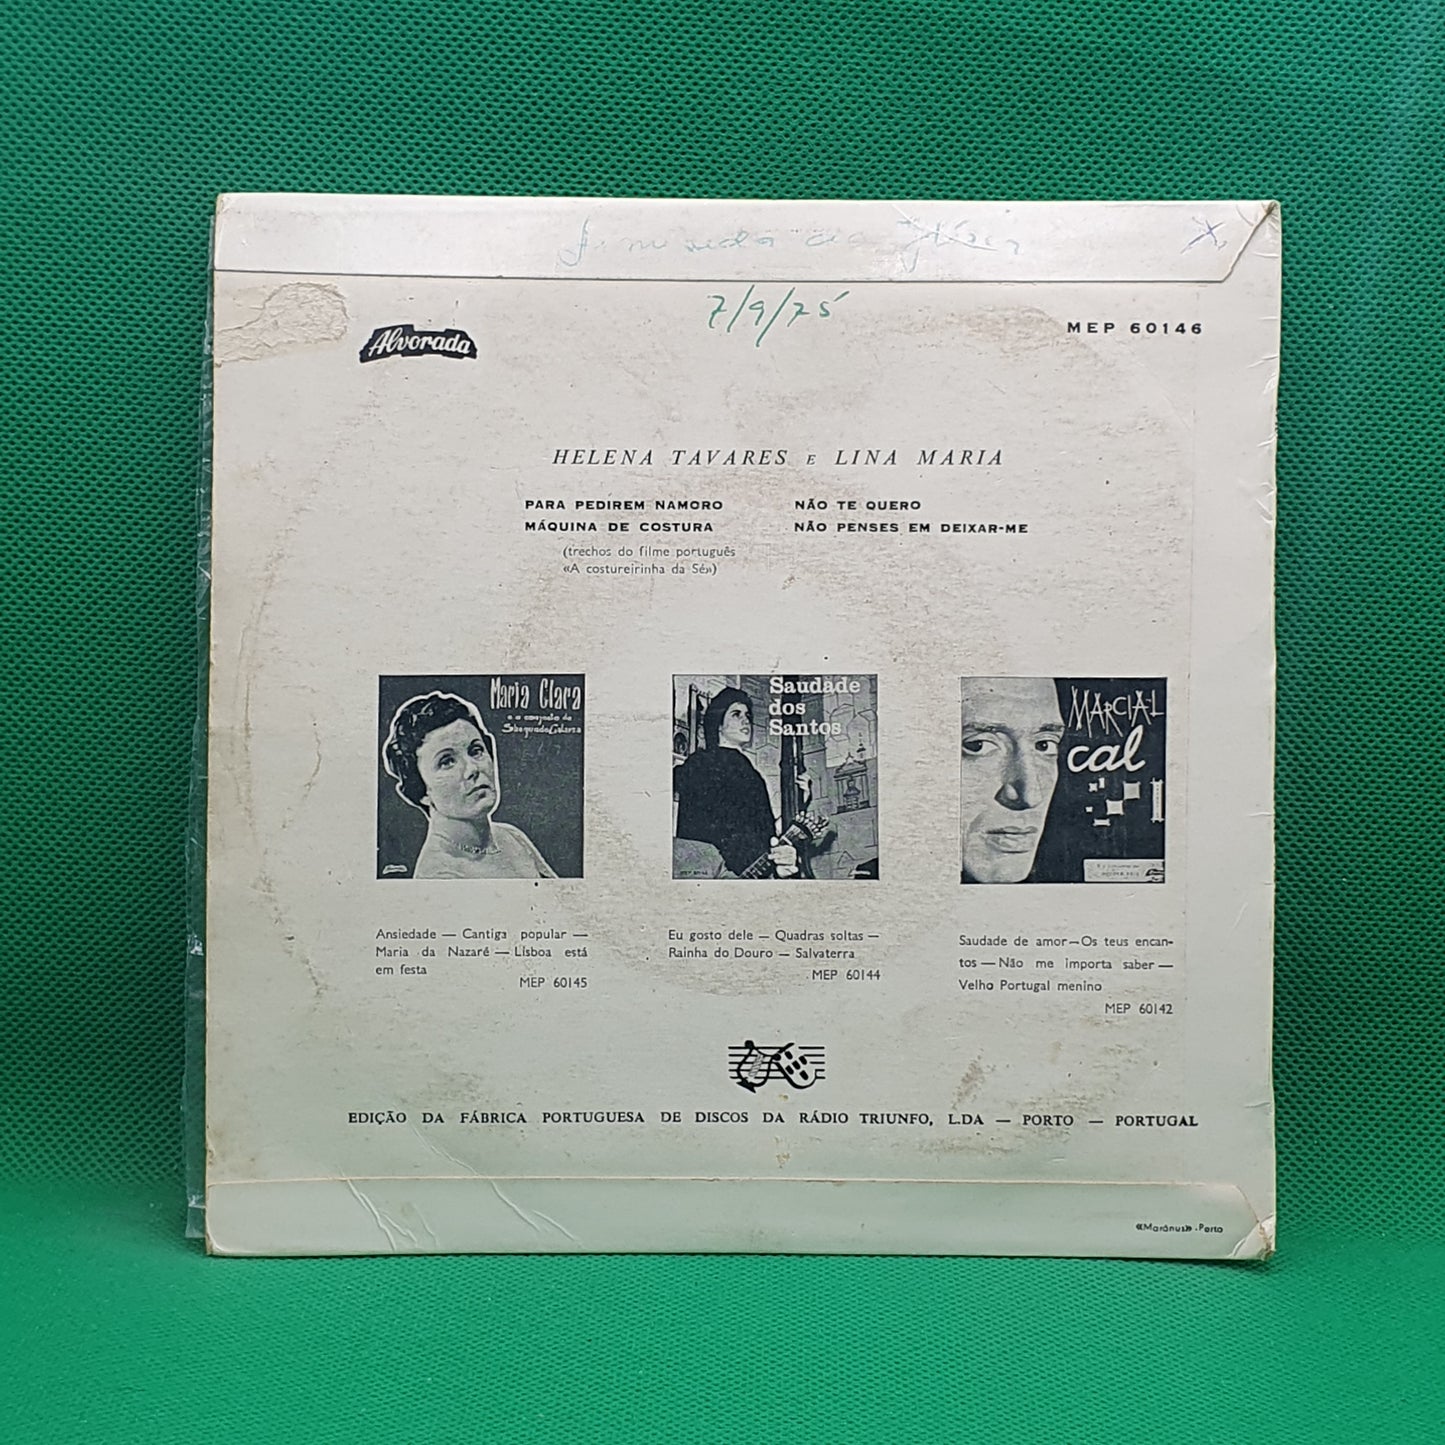 7/9/75
Alvorada
MEP 60146
HELENA TAVARES E LINA MARIA
PARA PEDIREM NAMORO
MÁQUINA DE COSTURA
(trechos do filme português
«A costureirinha da Sé»)
NÃO TE QUERO
NÃO PENSES EM DEIXAR-ME
Maria Clara
Saudade
dos
Santos
MARCIAL
cal
Ansiedade — Cantiga popular —
Maria da Nazaré — Lisboa está
em festa
MEP 60145
Eu gosto dele — Quadras soltas —
Rainha do Douro — Salvaterra
MEP 60144
Saudade de amor — Os teus encan-
tos — Não me importa saber —
Velho Portugal menino
MEP 60142
EDIÇÃO DA FÁBRICA PORTUGUESA DE DISCOS DA RÁDIO TRIUNFO, L.DA — PORTO — PORTUGAL
«Marânus» - Porto